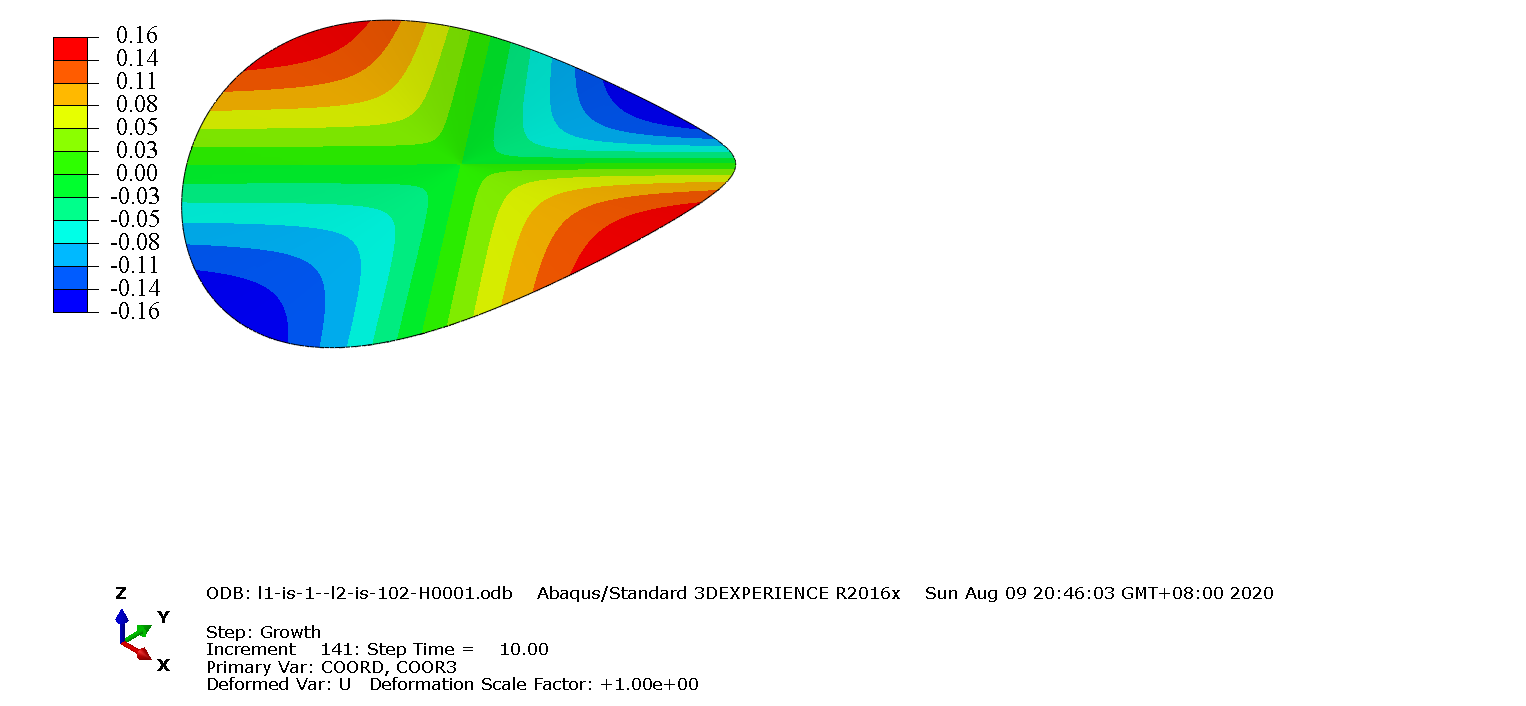 0.16
0.14
0.11
0.08
0.05
0.03
0.00
-0.03
-0.05
-0.08
-0.11
-0.14
-0.16
Z
Y
X
ODB: l1-is-1--l2-is-102-H0001.odb Abaqus/Standard 3DEXPERIENCE R2016x Sun Aug 09 20:46:03 GMT+08:00 2020
Step: Growth
Increment 141: Step Time = 10.00
Primary Var: COORD, COOR3
Deformed Var: U Deformation Scale Factor: +1.00e+00